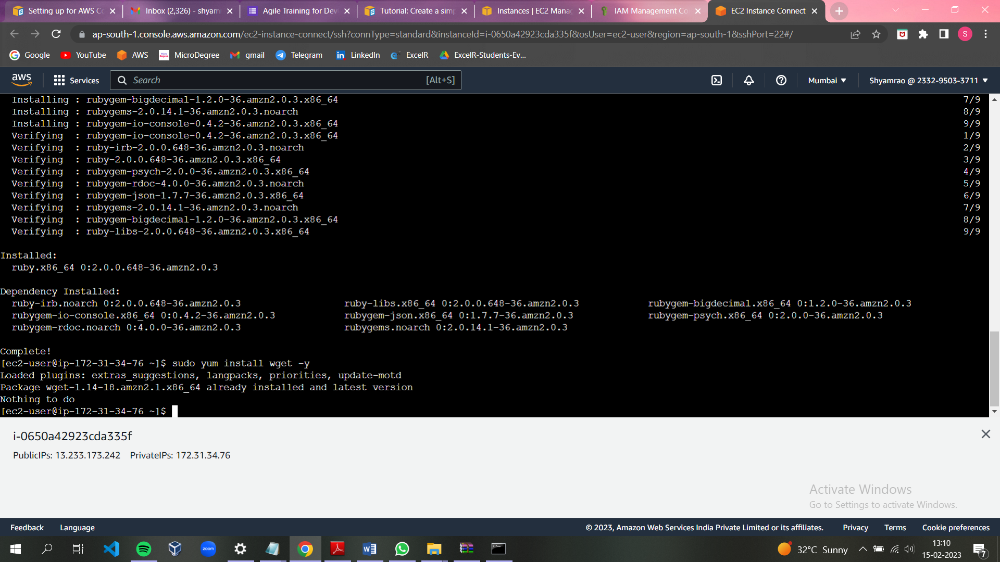 Setting up for AWS Co
Inbox (2,326) - shyam
Agile Training for Dev
Tutorial: Create a simp
Instances | EC2 Manag
IAM Management Co
EC2 Instance Connect
ap-south-1.console.aws.amazon.com/ec2-instance-connect/ssh?connType=standard&instanceId=i-0650a42923cda335f&osUser=ec2-user&region=ap-south-1&sshPort=22#/
S
Google YouTube AWS MicroDegree gmail Telegram LinkedIn ExcelR ExcelR-Students-Ev...
aws Services Search [Alt+S] Mumbai Shyamrao @ 2332-9503-3711
Installing : rubygem-bigdecimal-1.2.0-36.amzn2.0.3.x86_64 7/9
Installing : rubygems-2.0.14.1-36.amzn2.0.3.noarch 8/9
Installing : rubygem-io-console-0.4.2-36.amzn2.0.3.x86_64 9/9
Verifying : rubygem-io-console-0.4.2-36.amzn2.0.3.x86_64 1/9
Verifying : ruby-irb-2.0.0.648-36.amzn2.0.3.noarch 2/9
Verifying : ruby-2.0.0.648-36.amzn2.0.3.x86_64 3/9
Verifying : rubygem-psych-2.0.0-36.amzn2.0.3.x86_64 4/9
Verifying : rubygem-rdoc-4.0.0-36.amzn2.0.3.noarch 5/9
Verifying : rubygem-json-1.7.7-36.amzn2.0.3.x86_64 6/9
Verifying : rubygems-2.0.14.1-36.amzn2.0.3.noarch 7/9
Verifying : rubygem-bigdecimal-1.2.0-36.amzn2.0.3.x86_64 8/9
Verifying : ruby-libs-2.0.0.648-36.amzn2.0.3.x86_64 9/9
Installed:
ruby.x86_64 0:2.0.0.648-36.amzn2.0.3
Dependency Installed:
ruby-irb.noarch 0:2.0.0.648-36.amzn2.0.3 ruby-libs.x86_64 0:2.0.0.648-36.amzn2.0.3 rubygem-bigdecimal.x86_64 0:1.2.0-36.amzn2.0.3
rubygem-io-console.x86_64 0:0.4.2-36.amzn2.0.3 rubygem-json.x86_64 0:1.7.7-36.amzn2.0.3 rubygem-psych.x86_64 0:2.0.0-36.amzn2.0.3
rubygem-rdoc.noarch 0:4.0.0-36.amzn2.0.3 rubygems.noarch 0:2.0.14.1-36.amzn2.0.3
Complete!
[ec2-user@ip-172-31-34-76 ~]$ sudo yum install wget -y
Loaded plugins: extras_suggestions, langpacks, priorities, update-motd
Package wget-1.14-18.amzn2.1.x86_64 already installed and latest version
Nothing to do
[ec2-user@ip-172-31-34-76 ~]$
i-0650a42923cda335f
PublicIPs: 13.233.173.242 PrivateIPs: 172.31.34.76
Activate Windows
Go to Settings to activate Windows.
Feedback Language © 2023, Amazon Web Services India Private Limited or its affiliates. Privacy Terms Cookie preferences
zoom
32°C Sunny
13:10
15-02-2023
7